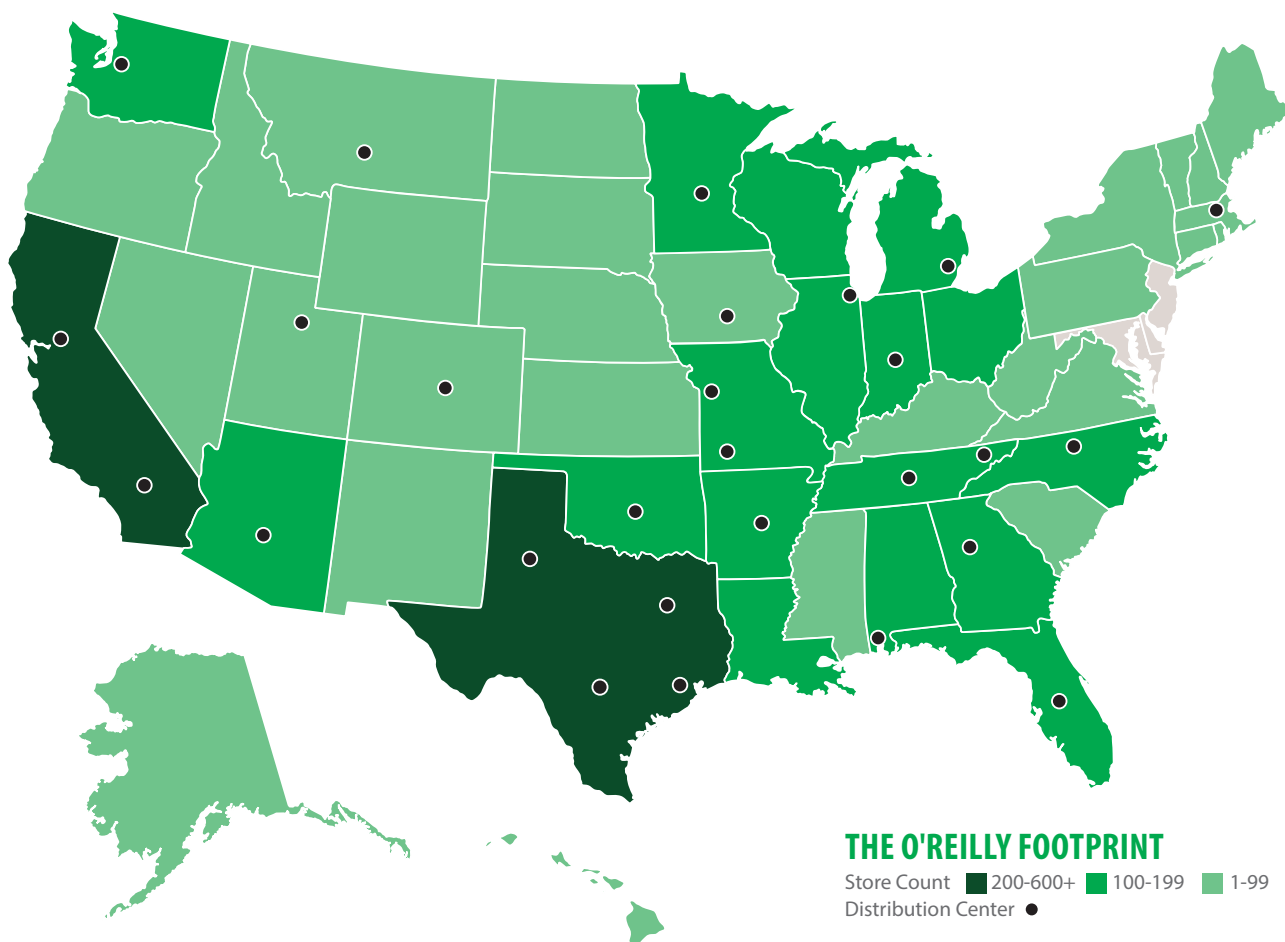 THE O'REILLY FOOTPRINT
Store Count 200-600+ 100-199 1-99
Distribution Center